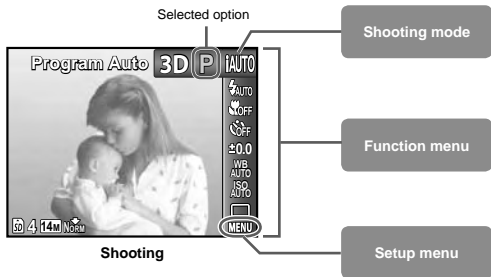 Selected option
Shooting mode
Program Auto 3D P iAUTO
AUTO
OFF
OFF
±0.0
Function menu
WB
AUTO
ISO
AUTO
SD 4 14M NORM
MENU
Shooting
Setup menu